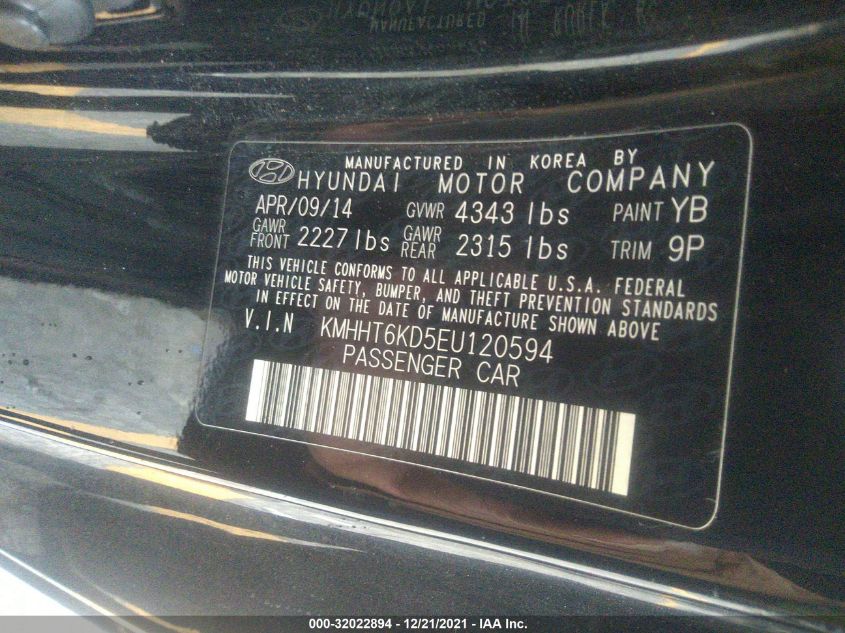 MANUFACTURED IN KOREA BY
HYUNDAI MOTOR COMPANY
APR/09/14 GVWR 4343 lbs PAINT YB
GAWR FRONT 2227 lbs GAWR REAR 2315 lbs TRIM 9P
THIS VEHICLE CONFORMS TO ALL APPLICABLE U.S.A. FEDERAL
MOTOR VEHICLE SAFETY, BUMPER, AND THEFT PREVENTION STANDARDS
IN EFFECT ON THE DATE OF MANUFACTURE SHOWN ABOVE
V.I.N KMHHT6KD5EU120594
PASSENGER CAR
000-32022894 - 12/21/2021 - IAA Inc.